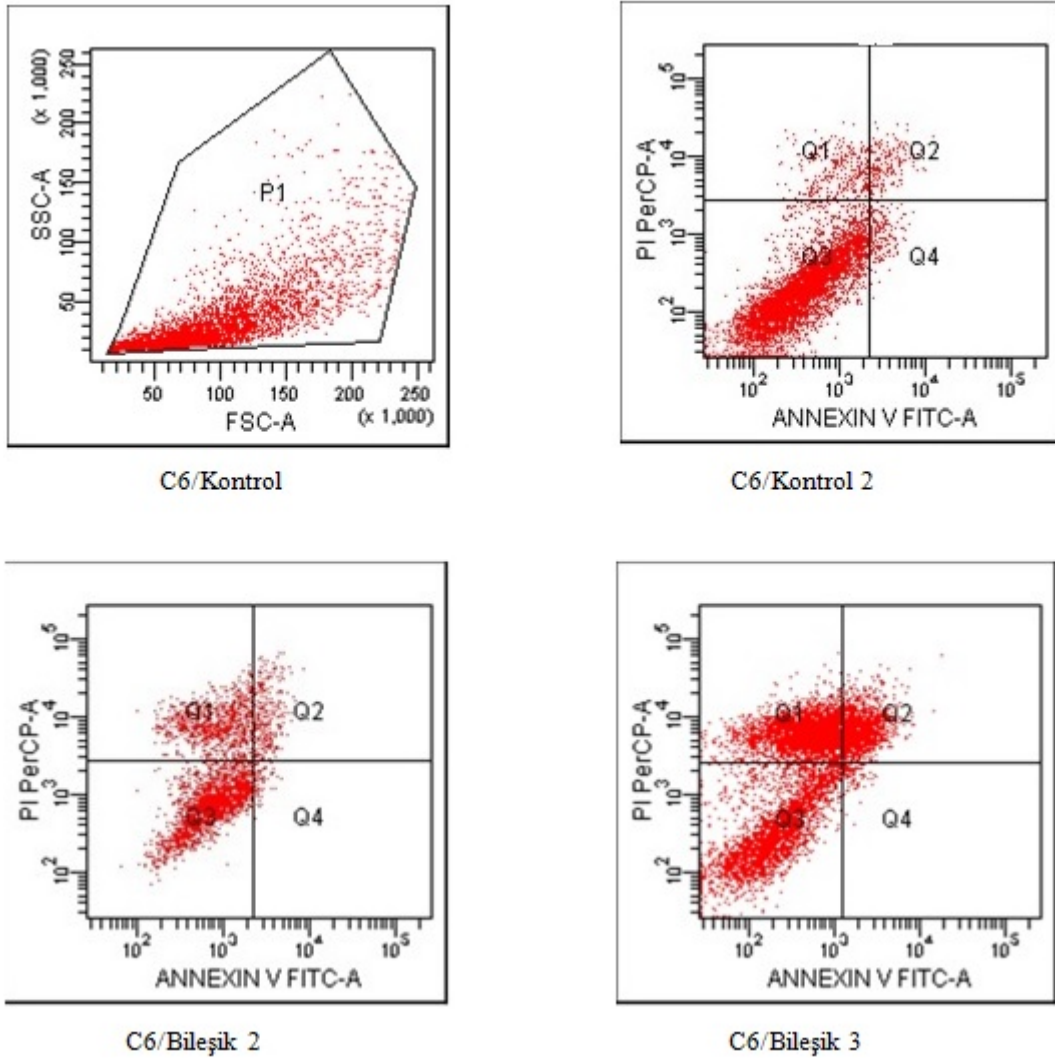 SSC-A
(x 1,000)
250
200
150
100
50
P1
50 100 150 200 250
FSC-A (x 1,000)
C6/Kontrol
PI PerCP-A
10^5
10^4
10^3
10^2
Q1 Q2
Q3 Q4
10^2 10^3 10^4 10^5
ANNEXIN V FITC-A
C6/Kontrol 2
PI PerCP-A
10^5
10^4
10^3
10^2
Q1 Q2
Q3 Q4
10^2 10^3 10^4 10^5
ANNEXIN V FITC-A
C6/Bileşik 2
PI PerCP-A
10^5
10^4
10^3
10^2
Q1 Q2
Q3 Q4
10^2 10^3 10^4 10^5
ANNEXIN V FITC-A
C6/Bileşik 3